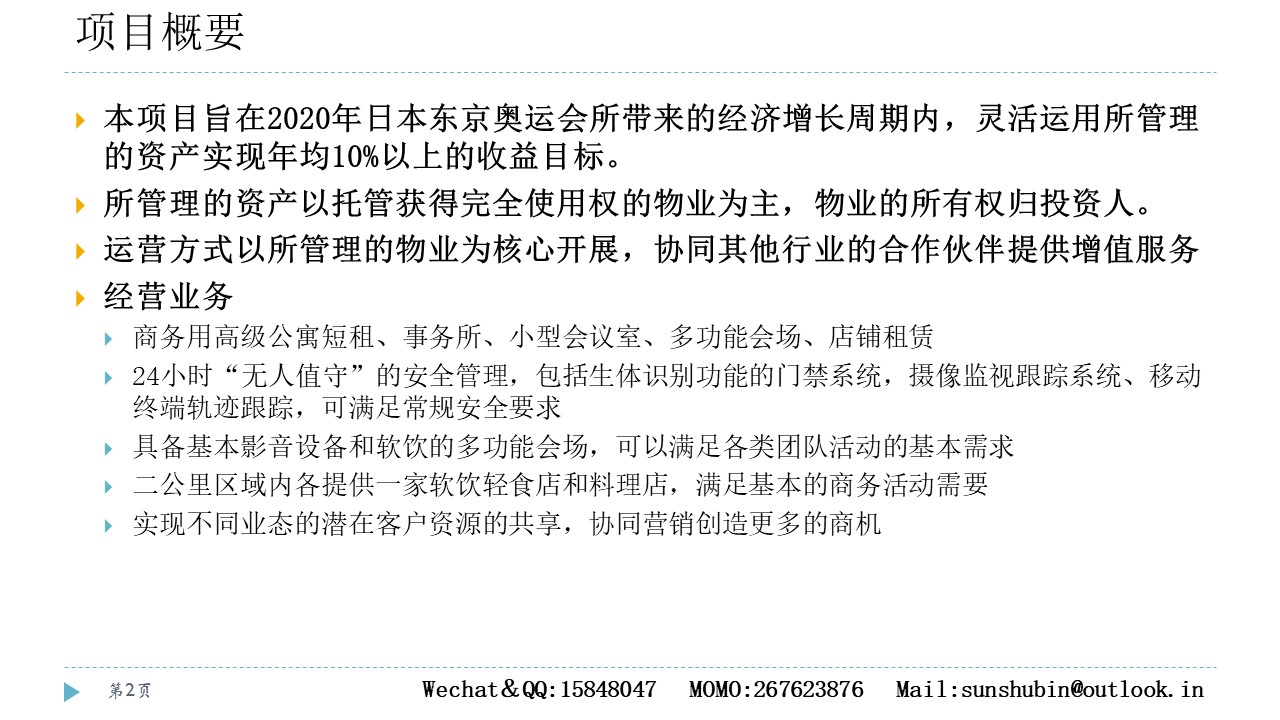 项目概要
本项目旨在2020年日本东京奥运会所带来的经济增长周期内，灵活运用所管理
的资产实现年均10%以上的收益目标。
所管理的资产以托管获得完全使用权的物业为主，物业的所有权归投资人。
运营方式以所管理的物业为核心开展，协同其他行业的合作伙伴提供增值服务
经营业务
商务用高级公寓短租、事务所、小型会议室、多功能会场、店铺租赁
24小时“无人值守”的安全管理，包括生体识别功能的门禁系统，摄像监视跟踪系统、移动
终端轨迹跟踪，可满足常规安全要求
具备基本影音设备和软饮的多功能会场，可以满足各类团队活动的基本需求
二公里区域内各提供一家软饮轻食店和料理店，满足基本的商务活动需要
实现不同业态的潜在客户资源的共享，协同营销创造更多的商机
第2页
Wechat＆QQ:15848047 MOMO:267623876 Mail:sunshubin@outlook.in